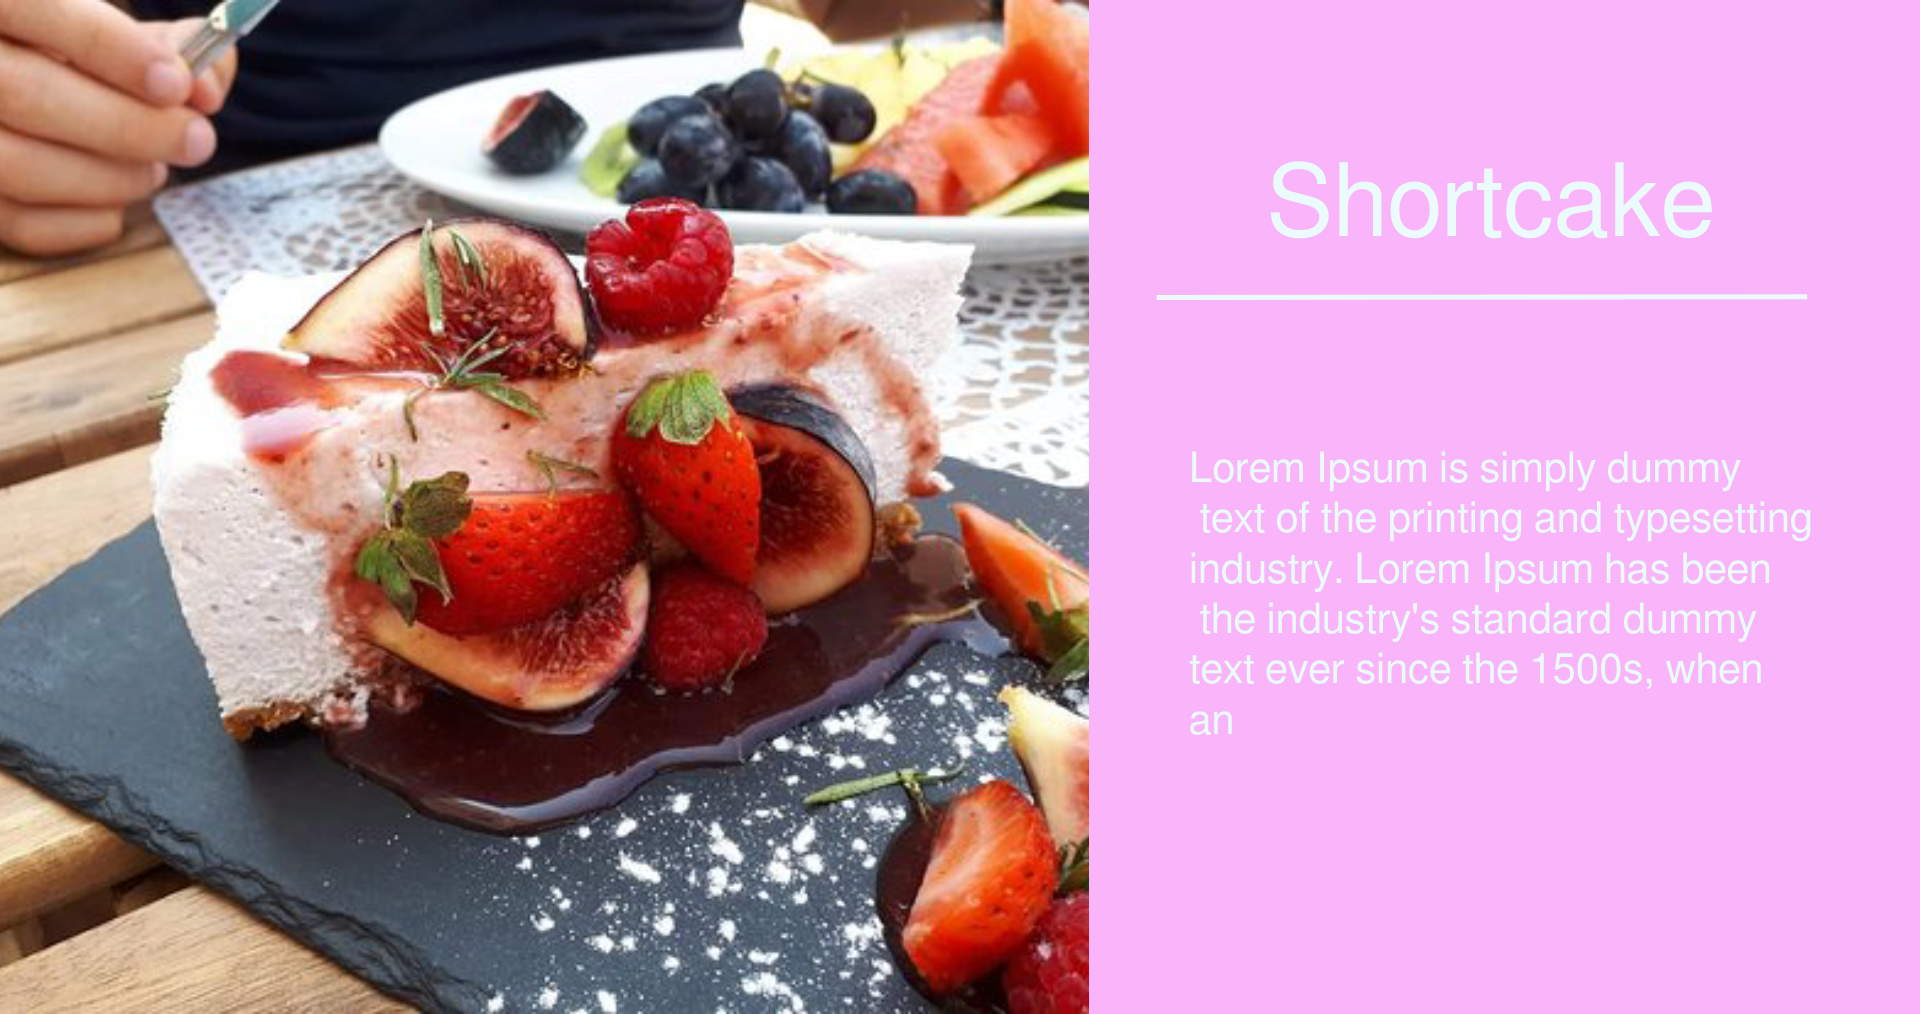 Shortcake
Lorem Ipsum is simply dummy
text of the printing and typesetting
industry. Lorem Ipsum has been
the industry's standard dummy
text ever since the 1500s, when
an